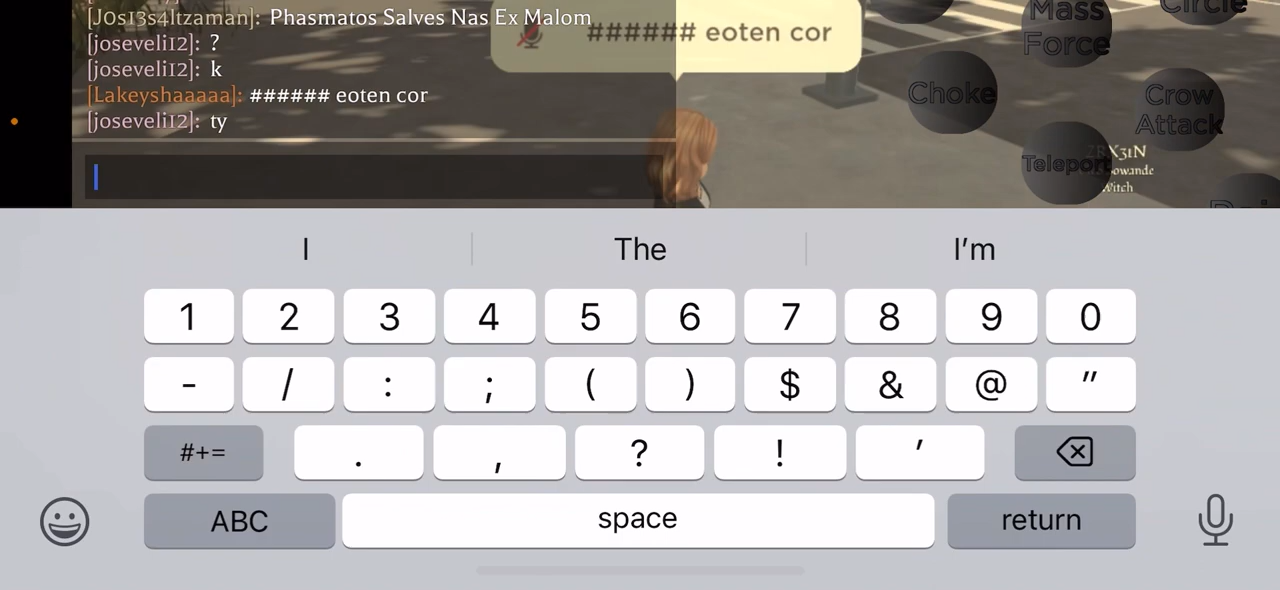 [J0s13s4ltzaman]: Phasmatos Salves Nas Ex Malom
[joseveli12]: ?
[joseveli12]: k
[Lakeyshaaaaa]: ###### eoten cor
[joseveli12]: ty
###### eoten cor
Mass
Force
Circle
Choke
Crow
Attack
Teleport
Witch
I The I'm
1 2 3 4 5 6 7 8 9 0
- / : ; ( ) $ & @ "
#+= . , ? ! '
ABC space return